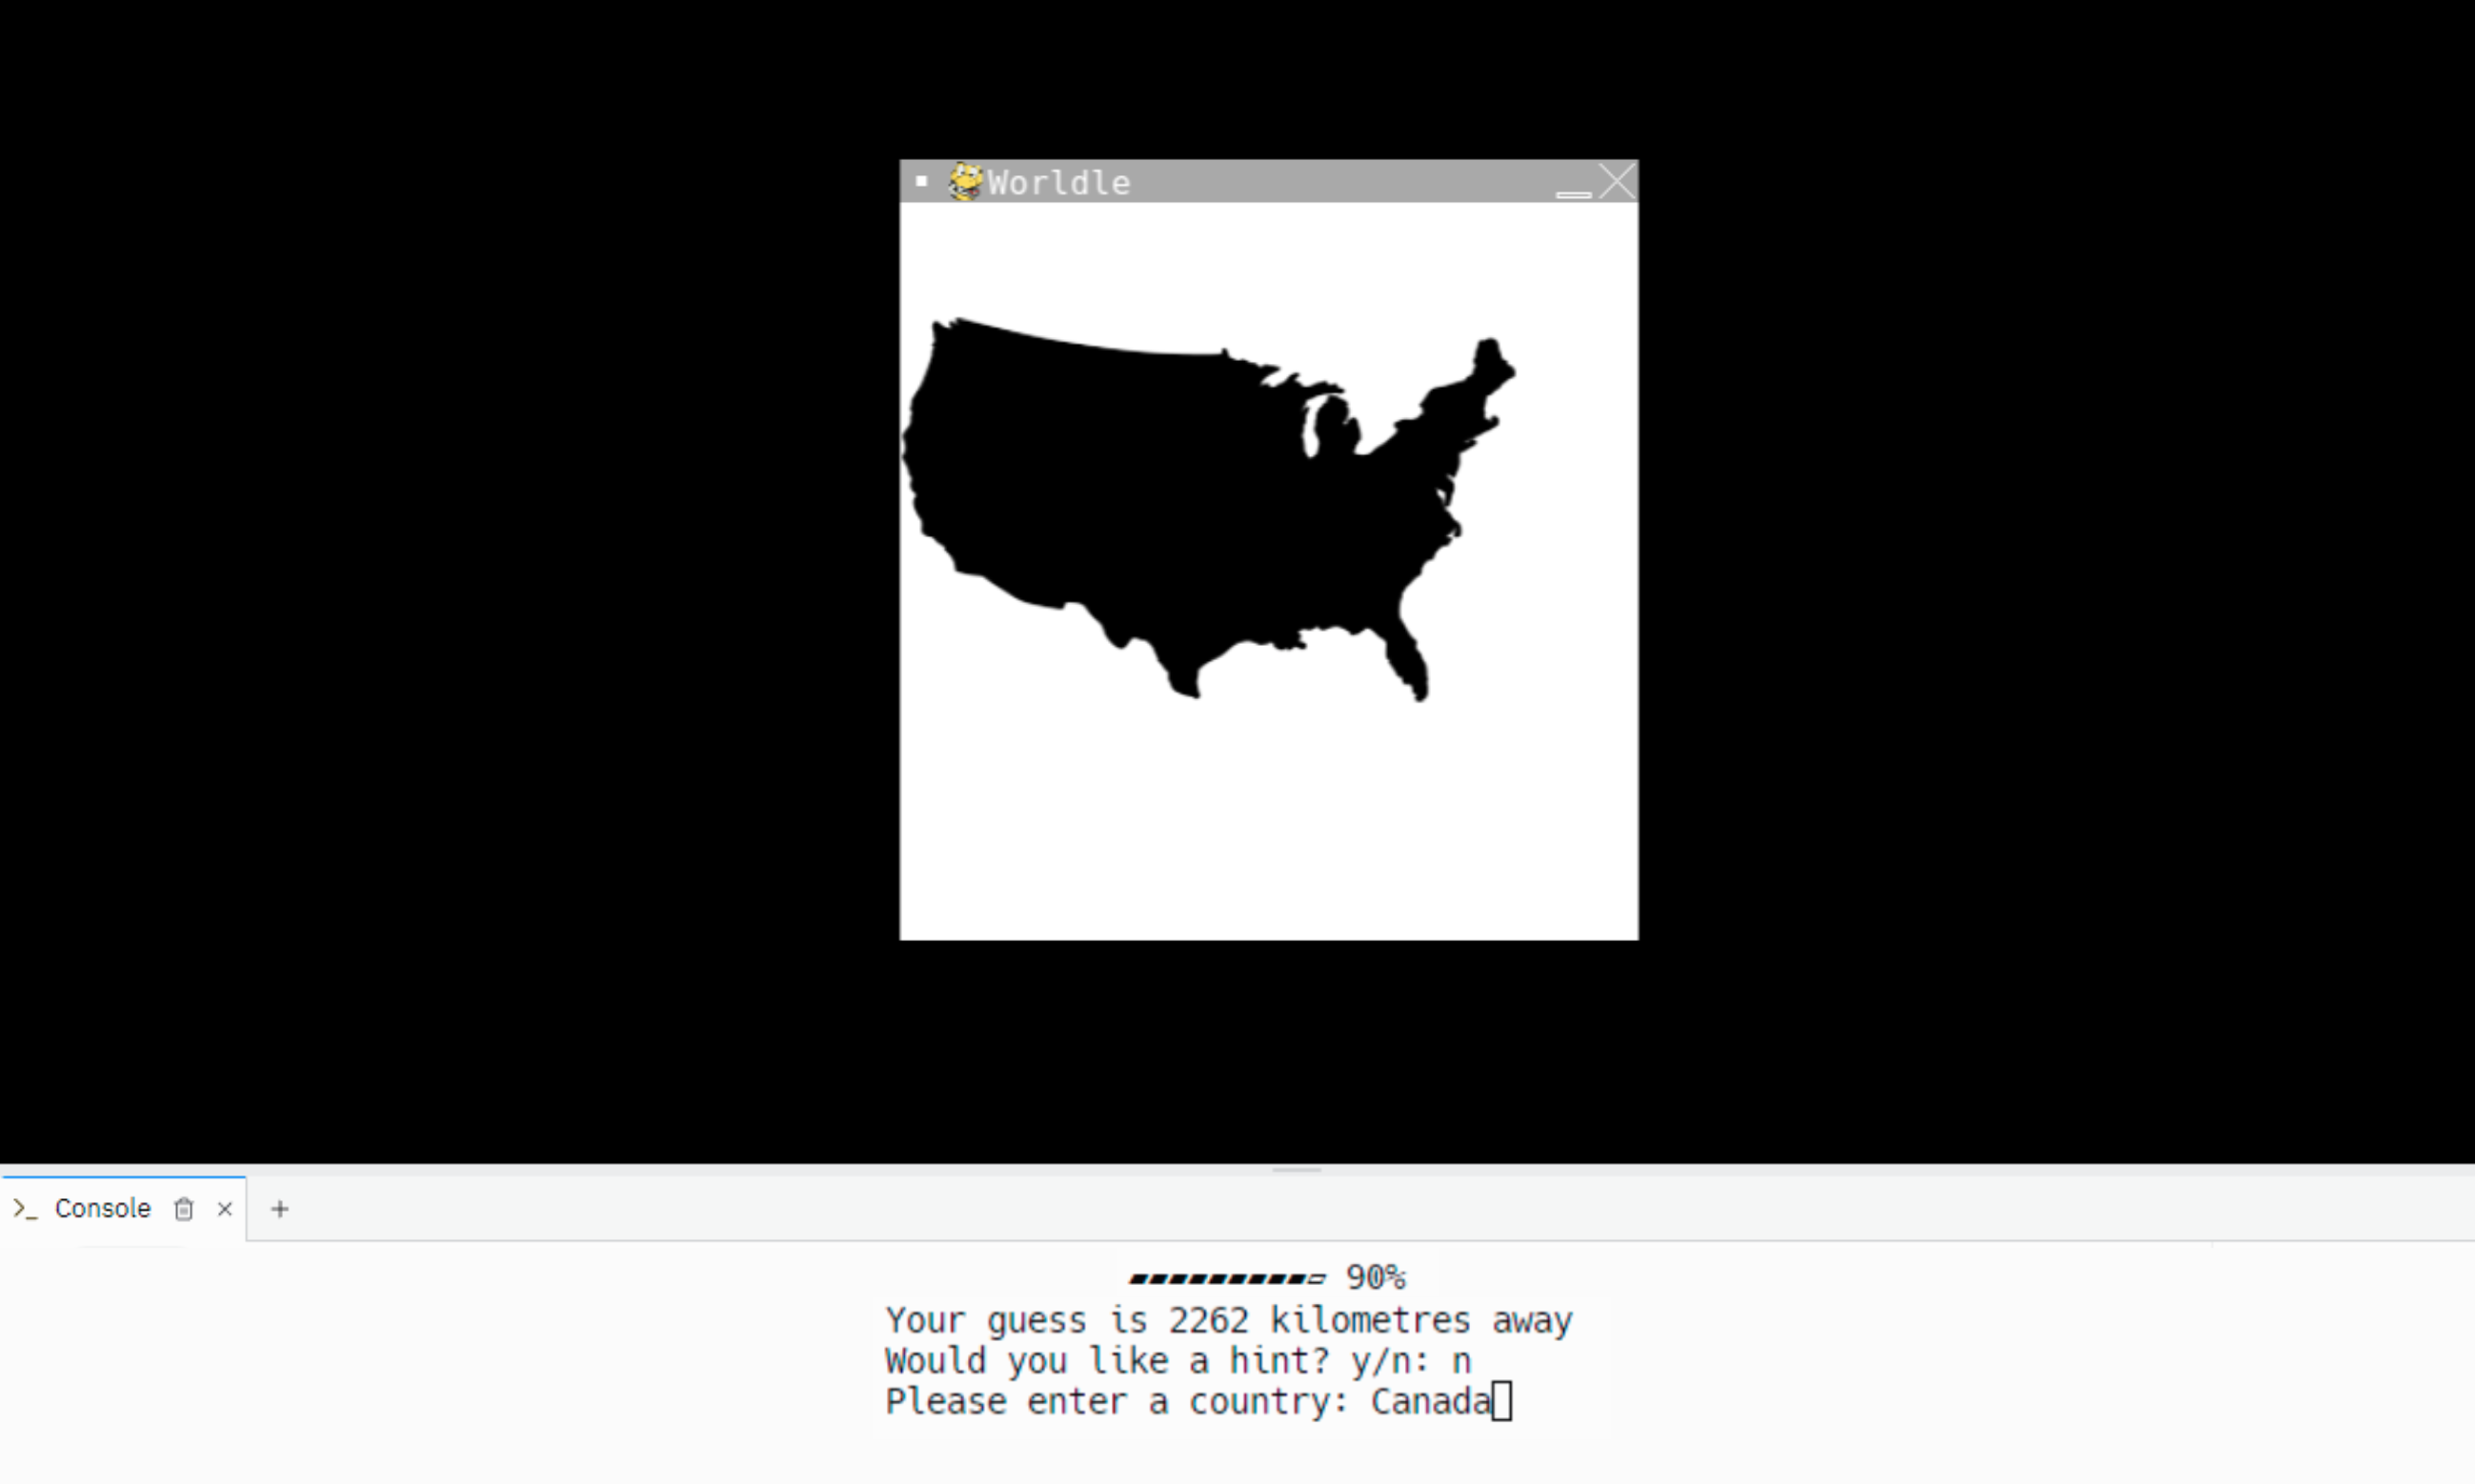 Worldle
Console
90%
Your guess is 2262 kilometres away
Would you like a hint? y/n: n
Please enter a country: Canada